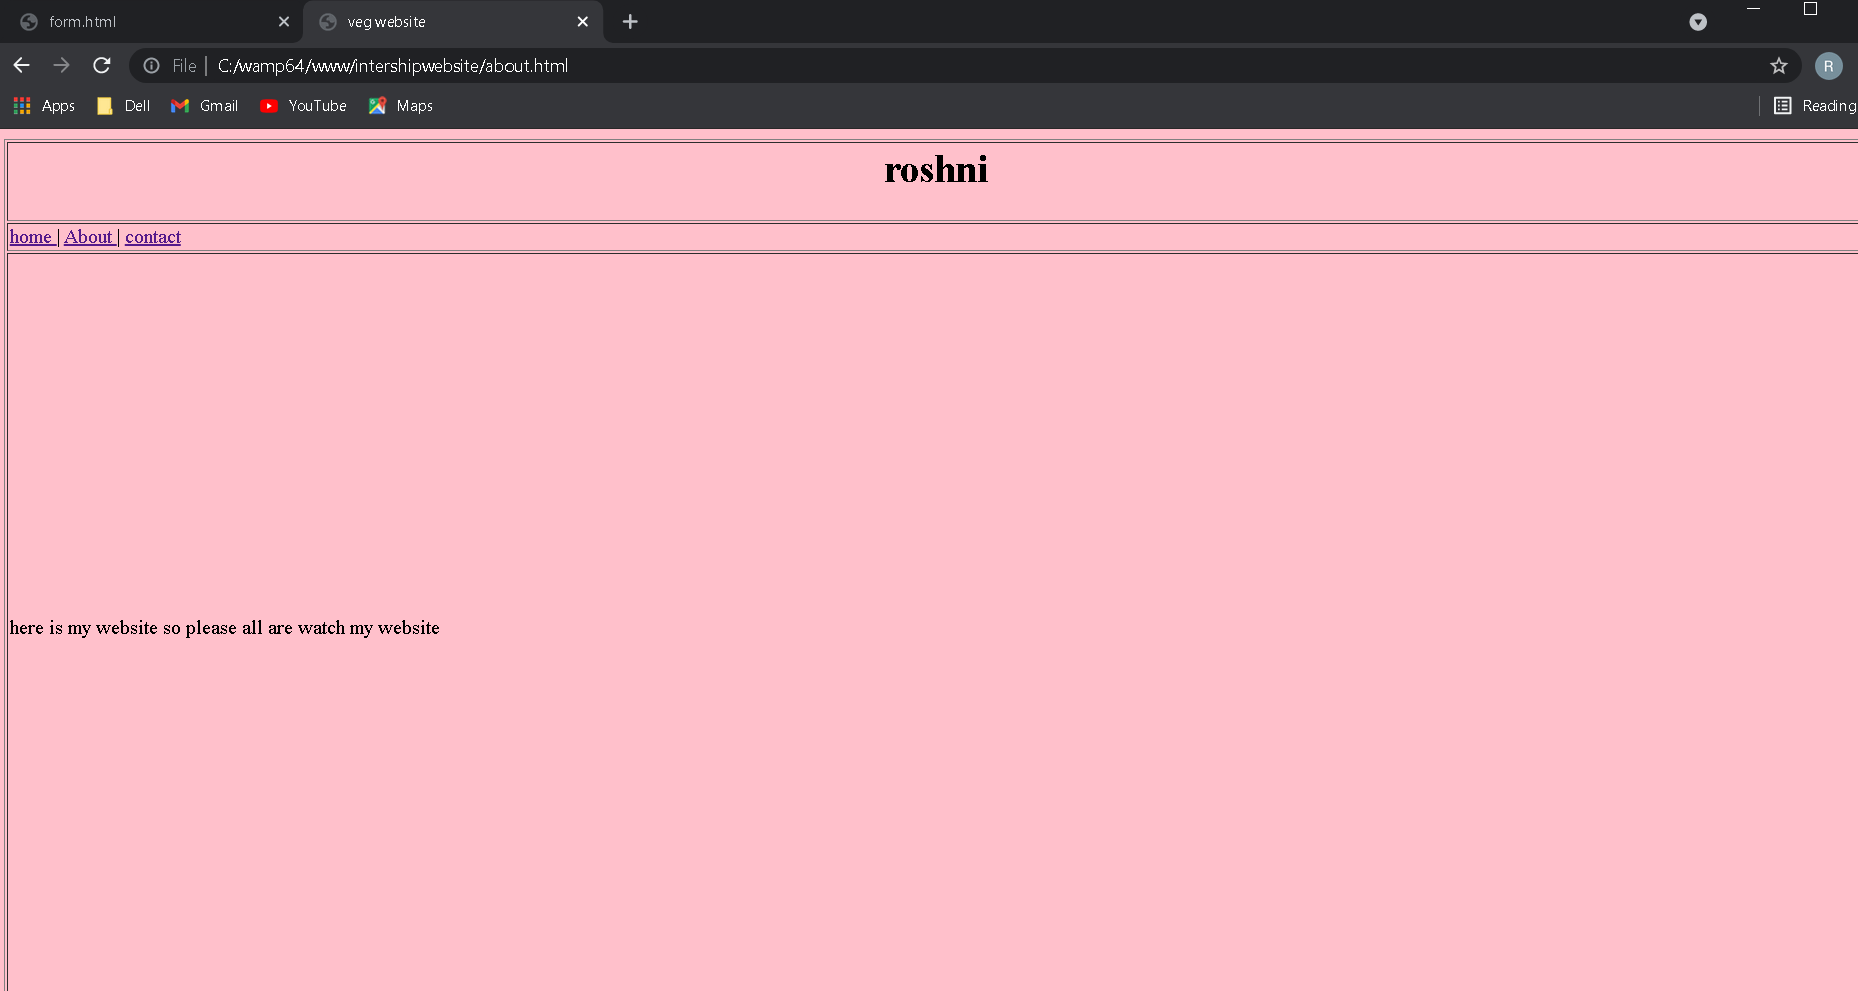 form.html
veg website
File | C:/wamp64/www/intershipwebsite/about.html
R
Apps Dell Gmail YouTube Maps Reading
roshni
home | About | contact
here is my website so please all are watch my website